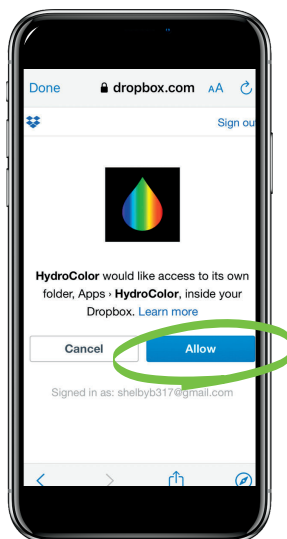 Done dropbox.com AA
Sign out
HydroColor would like access to its own
folder, Apps › HydroColor, inside your
Dropbox. Learn more
Cancel Allow
Signed in as: shelbyb317@gmail.com